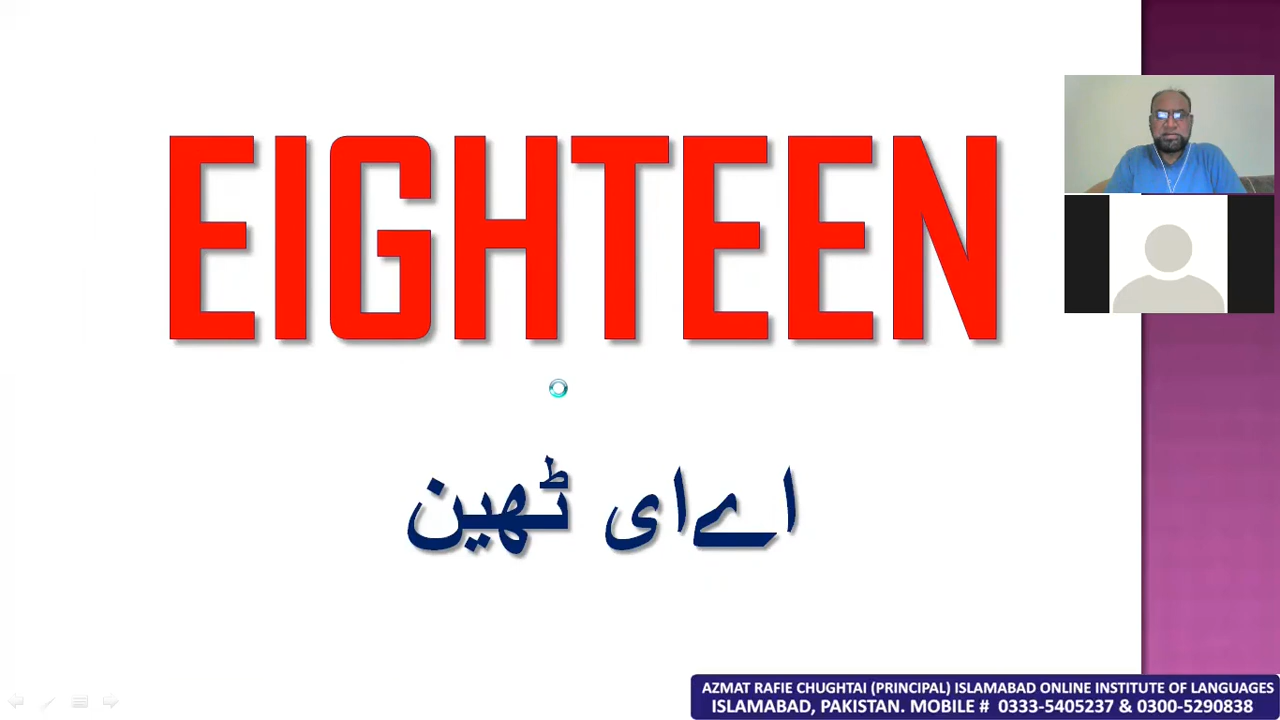 EIGHTEEN
اےای ٹھین
AZMAT RAFIE CHUGHTAI (PRINCIPAL) ISLAMABAD ONLINE INSTITUTE OF LANGUAGES
ISLAMABAD, PAKISTAN. MOBILE # 0333-5405237 & 0300-5290838